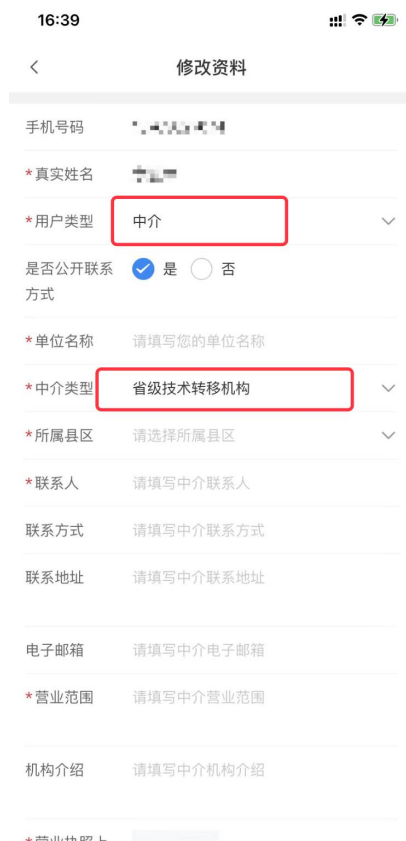 16:39
修改资料
手机号码
*真实姓名
*用户类型 中介
是否公开联系 是 否
方式
*单位名称 请填写您的单位名称
*中介类型 省级技术转移机构
*所属县区 请选择所属县区
*联系人 请填写中介联系人
联系方式 请填写中介联系方式
联系地址 请填写中介联系地址
电子邮箱 请填写中介电子邮箱
*营业范围 请填写中介营业范围
机构介绍 请填写中介机构介绍
*营业执照上